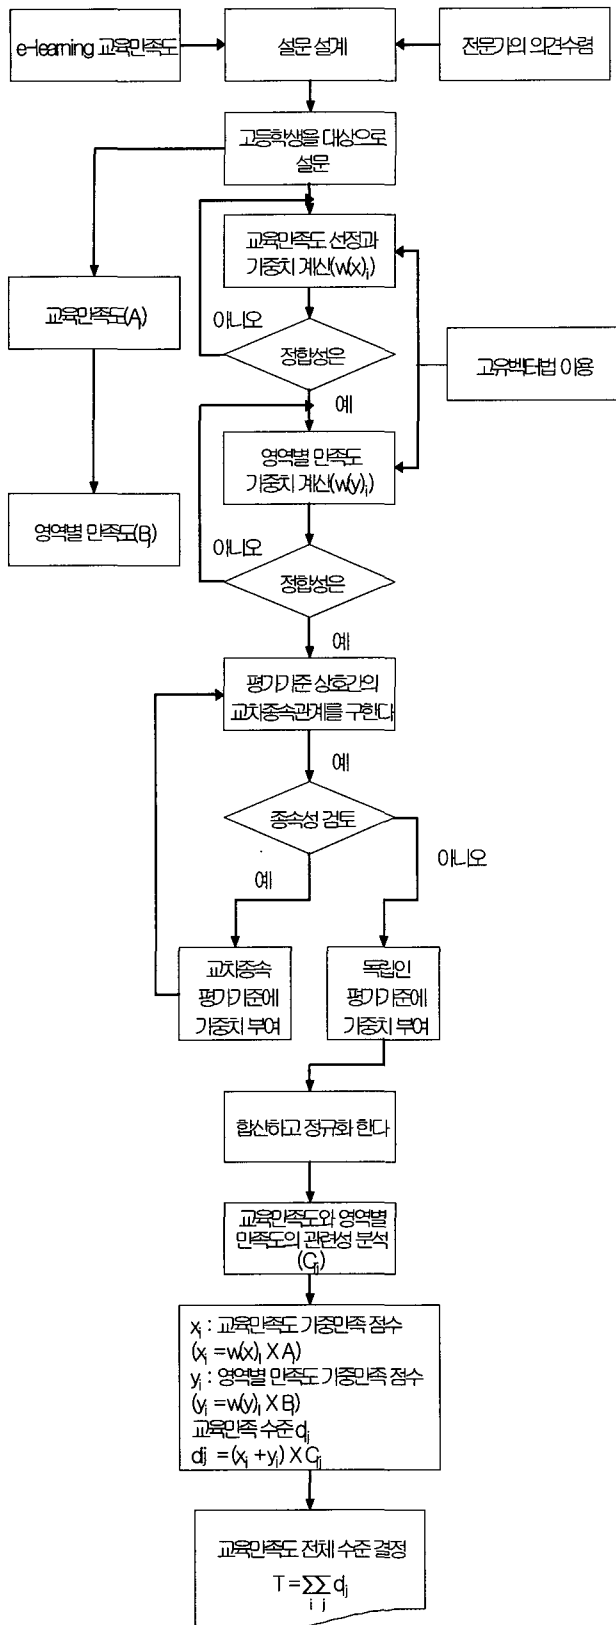 e-learning 교육만족도
설문 설계
전문가의 의견수렴
고등학생을 대상으로
설문
교육만족도 선정과
가중치 계산(w(x)i)
아니오
교육만족도(Aj)
정합성은
고유벡터법 이용
예
영역별 만족도
가중치 계산(w(y)i)
영역별 만족도(Bj)
아니오
정합성은
예
평가기준 상호간의
교차종속관계를 구한다
예
종속성 검토
아니오
예
교차종속
평가기준에
가중치 부여
독립인
평가기준에
가중치 부여
합산하고 정규화 한다
교육만족도와 영역별
만족도의 관련성 분석
(Cij)
xi : 교육만족도 가중만족 점수
(xi = w(x)i X Aj)
yi : 영역별 만족도 가중만족 점수
(yi = w(y)i X Bj)
교육만족 수준 dij
dij = (xi + yi) X Cij
교육만족도 전체 수준 결정
T = ∑∑ dij
i j